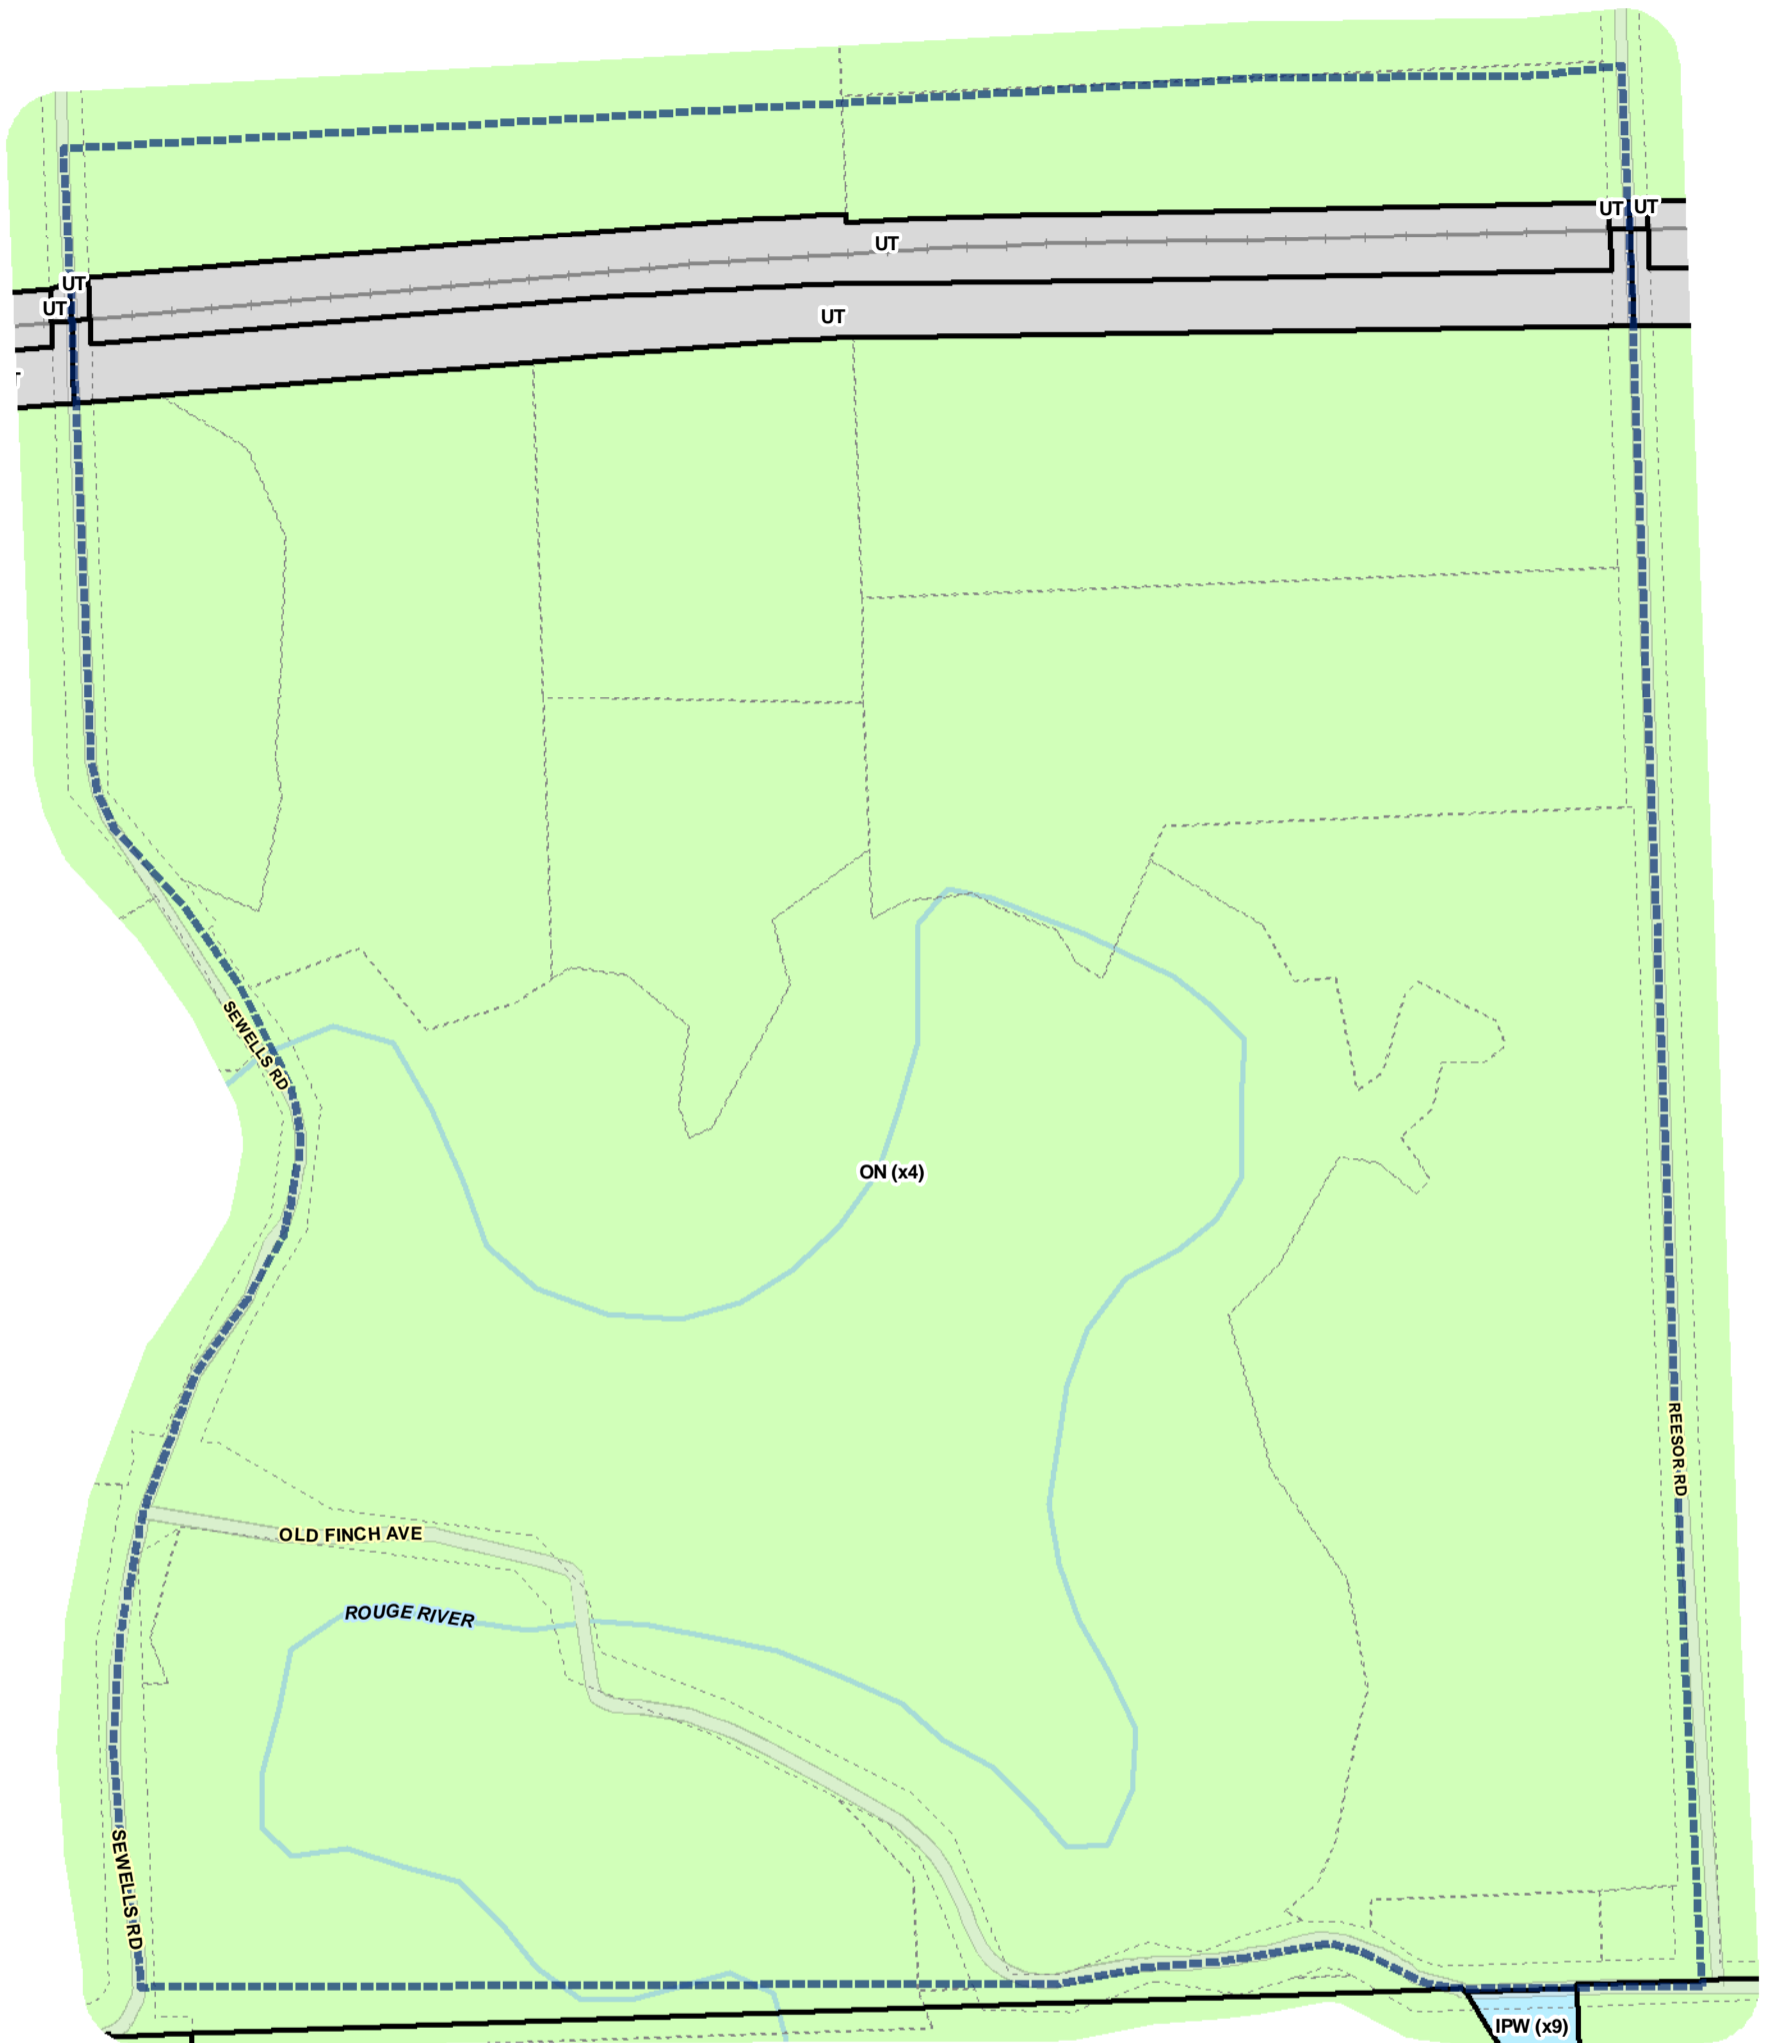 UT
UT
UT
UT
UT
UT
SEWELLS RD
ON (x4)
REESOR RD
OLD FINCH AVE
ROUGE RIVER
SEWELLS RD
IPW (x9)